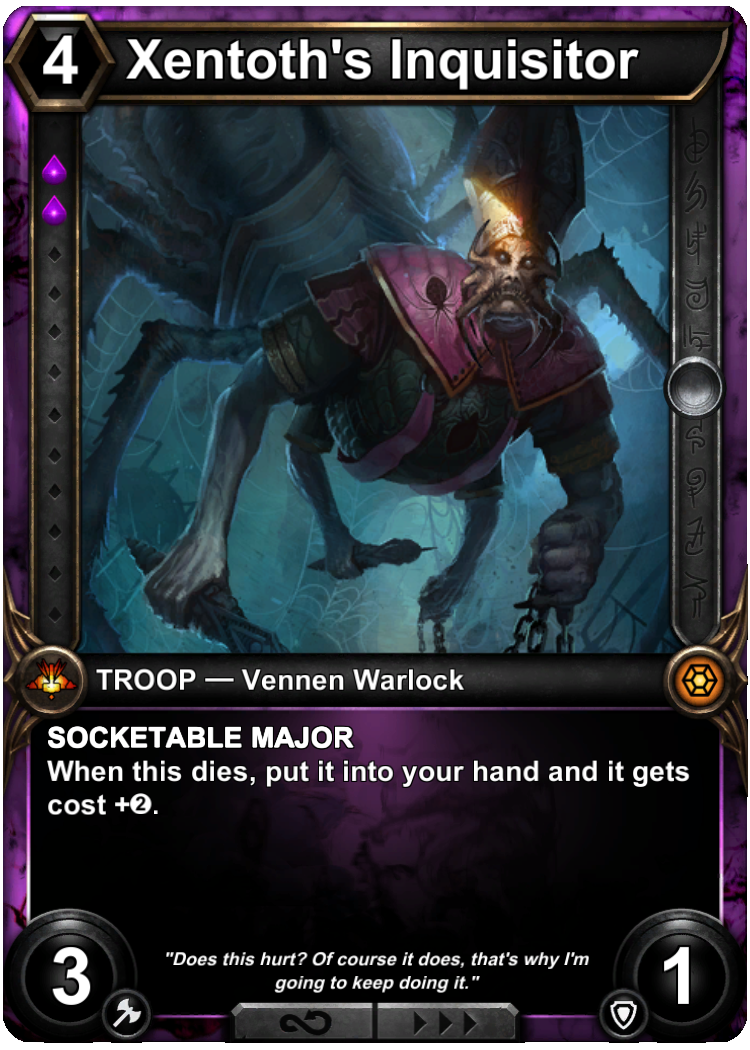 4
Xentoth's Inquisitor
TROOP — Vennen Warlock
SOCKETABLE MAJOR
When this dies, put it into your hand and it gets
cost +2.
"Does this hurt? Of course it does, that's why I'm
going to keep doing it."
3
1